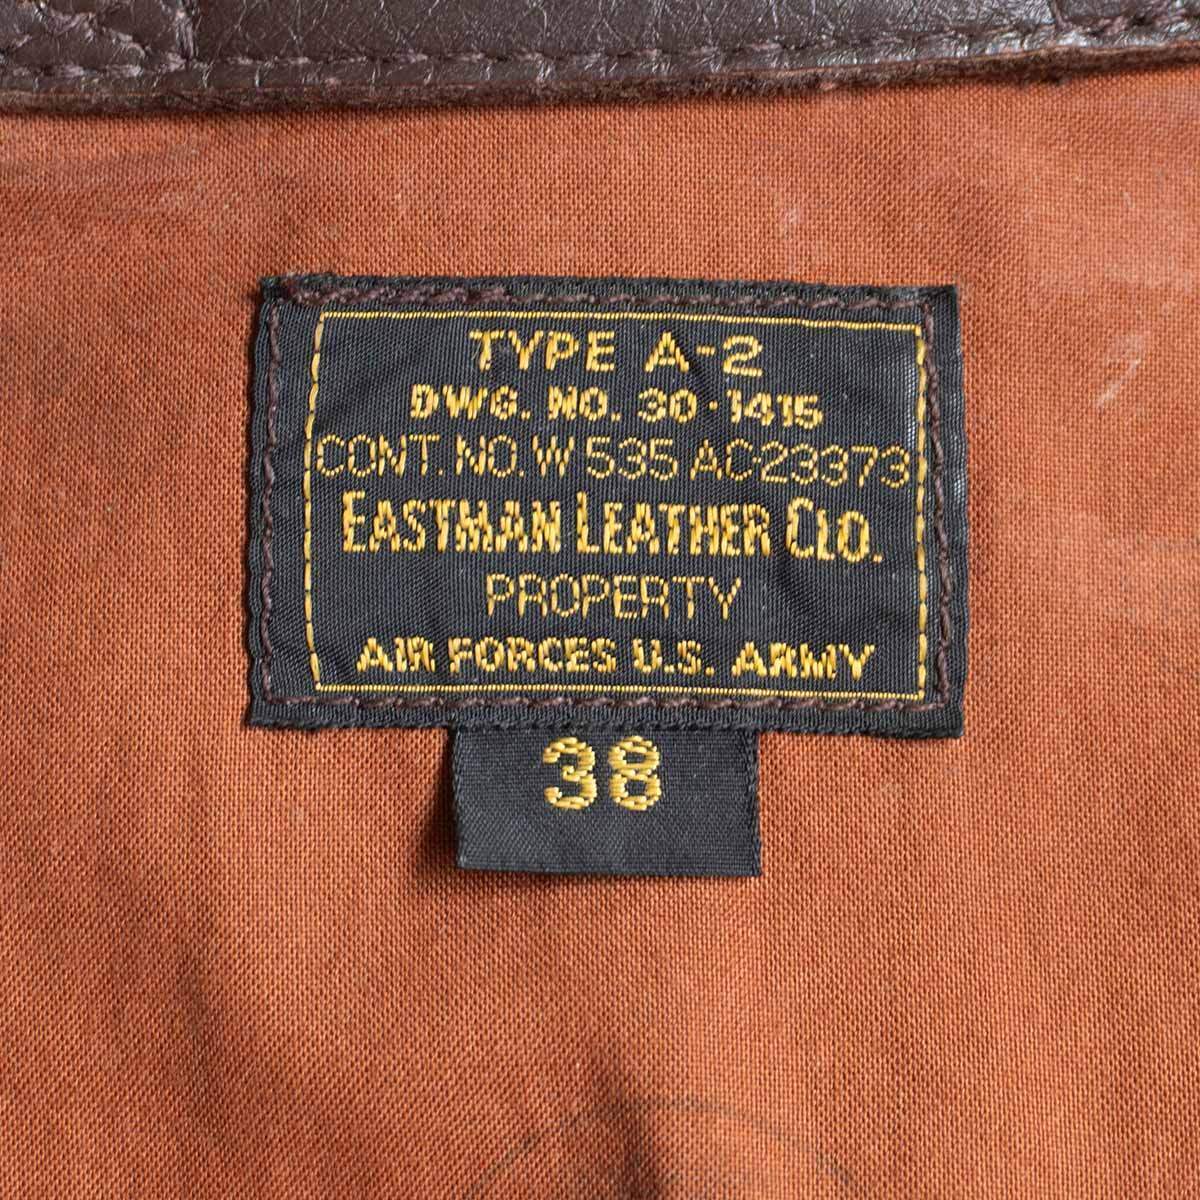 TYPE A-2
DWG. NO. 30-1415
CONT. NO. W 535 AC23373
EASTMAN LEATHER CLO.
PROPERTY
AIR FORCES U.S. ARMY
38